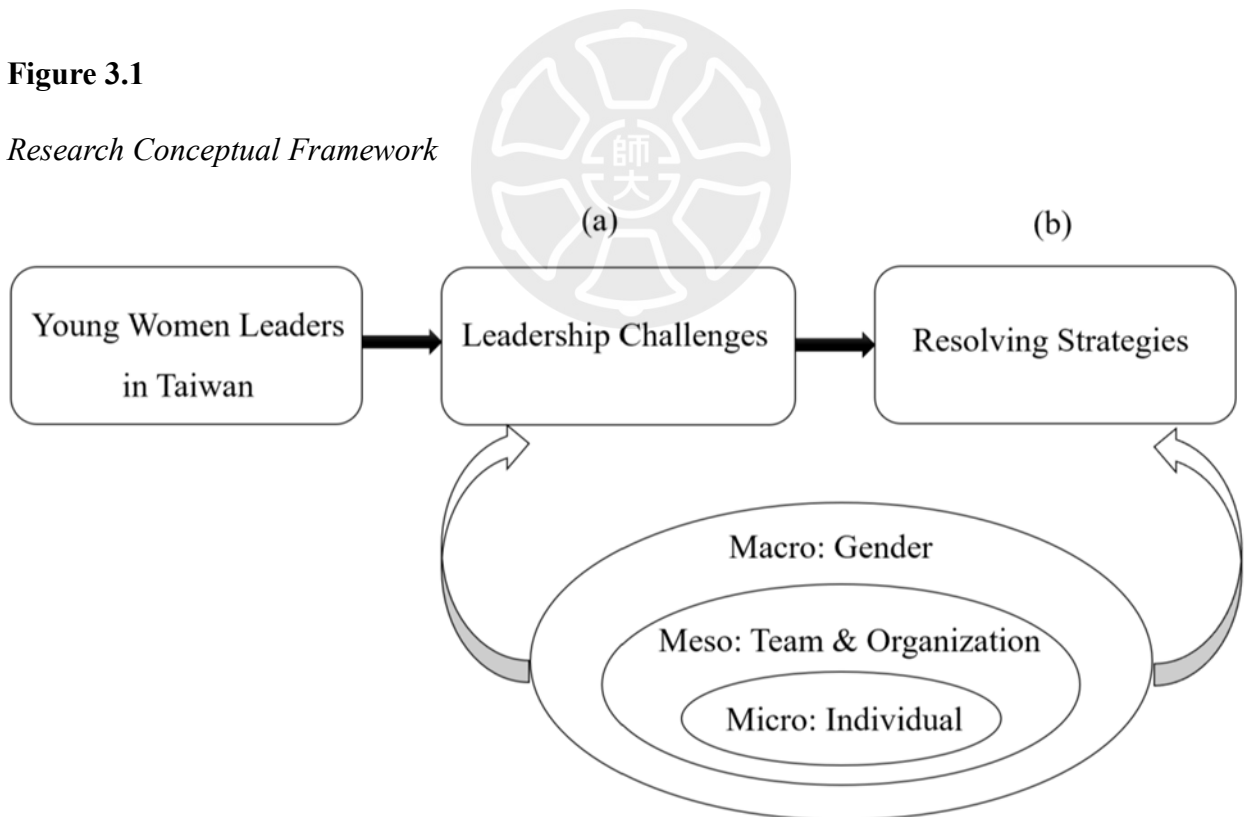 Figure 3.1
Research Conceptual Framework
師大
(a)
(b)
Young Women Leaders
in Taiwan
Leadership Challenges
Resolving Strategies
Macro: Gender
Meso: Team & Organization
Micro: Individual